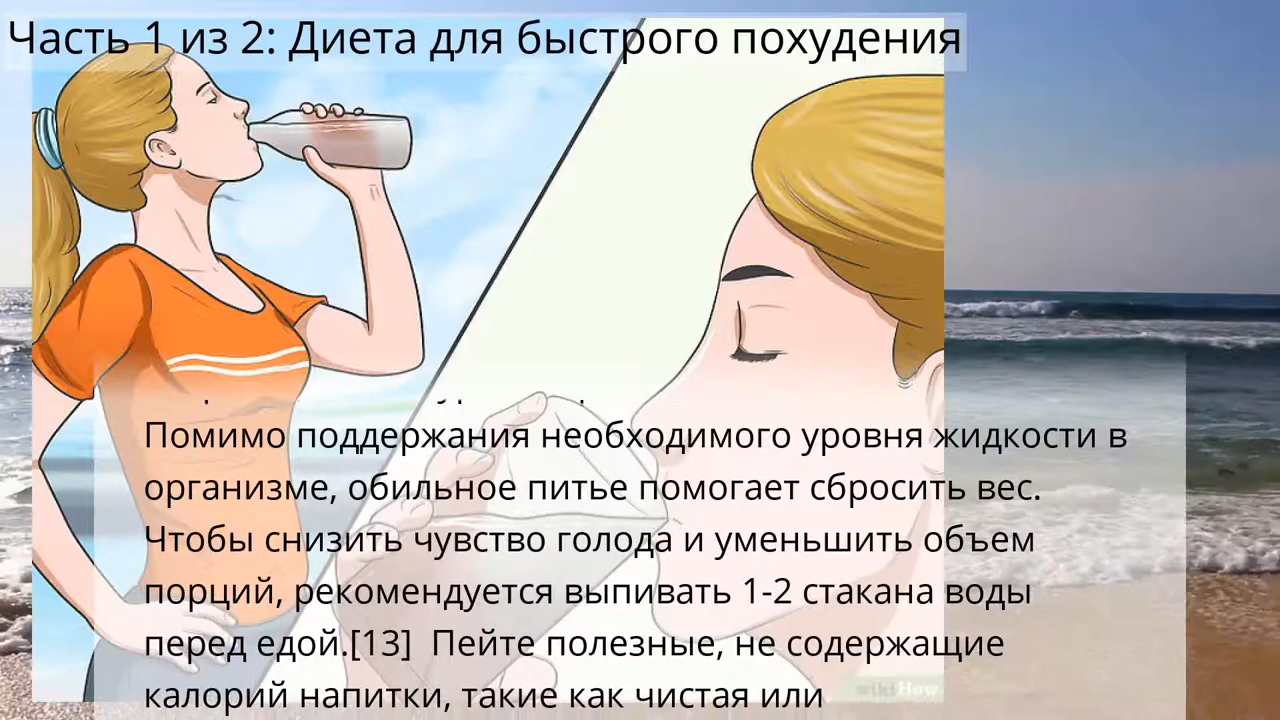 Часть 1 из 2: Диета для быстрого похудения
Помимо поддержания необходимого уровня жидкости в
организме, обильное питье помогает сбросить вес.
Чтобы снизить чувство голода и уменьшить объем
порций, рекомендуется выпивать 1-2 стакана воды
перед едой.[13]  Пейте полезные, не содержащие
калорий напитки, такие как чистая или
wikiHow